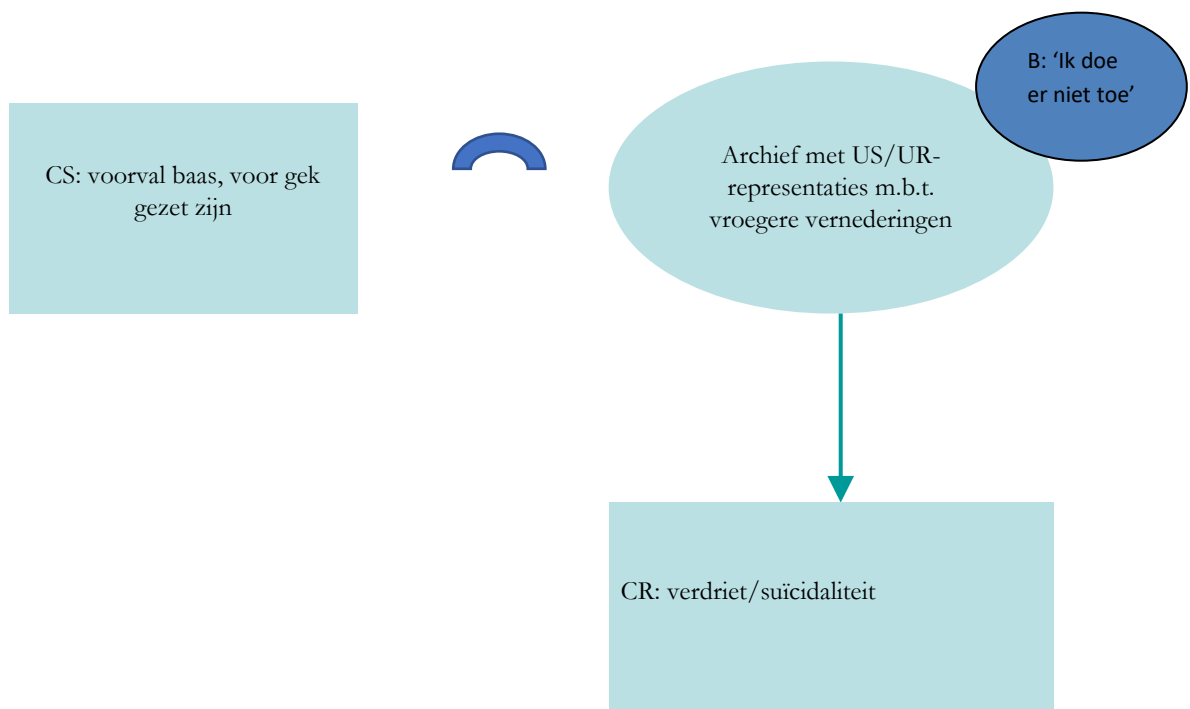 B: ‘Ik doe
er niet toe’
CS: voorval baas, voor gek
gezet zijn
Archief met US/UR-
representaties m.b.t.
vroegere vernederingen
CR: verdriet/suïcidaliteit